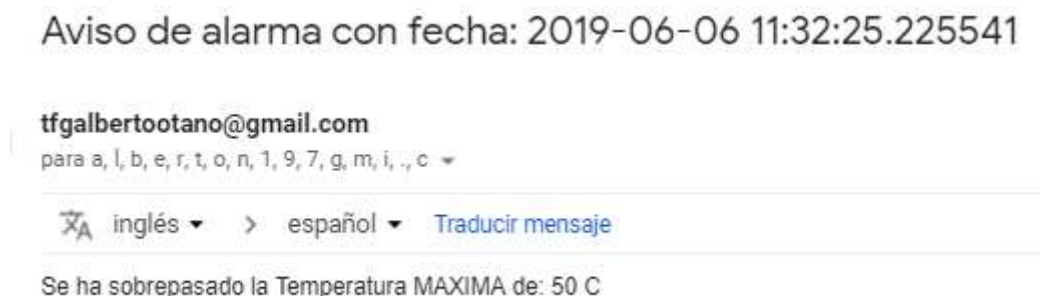 Aviso de alarma con fecha: 2019-06-06 11:32:25.225541
tfgalbertootano@gmail.com
para a, l, b, e, r, t, o, n, 1, 9, 7, g, m, i, ., c
inglés > español Traducir mensaje
Se ha sobrepasado la Temperatura MAXIMA de: 50 C